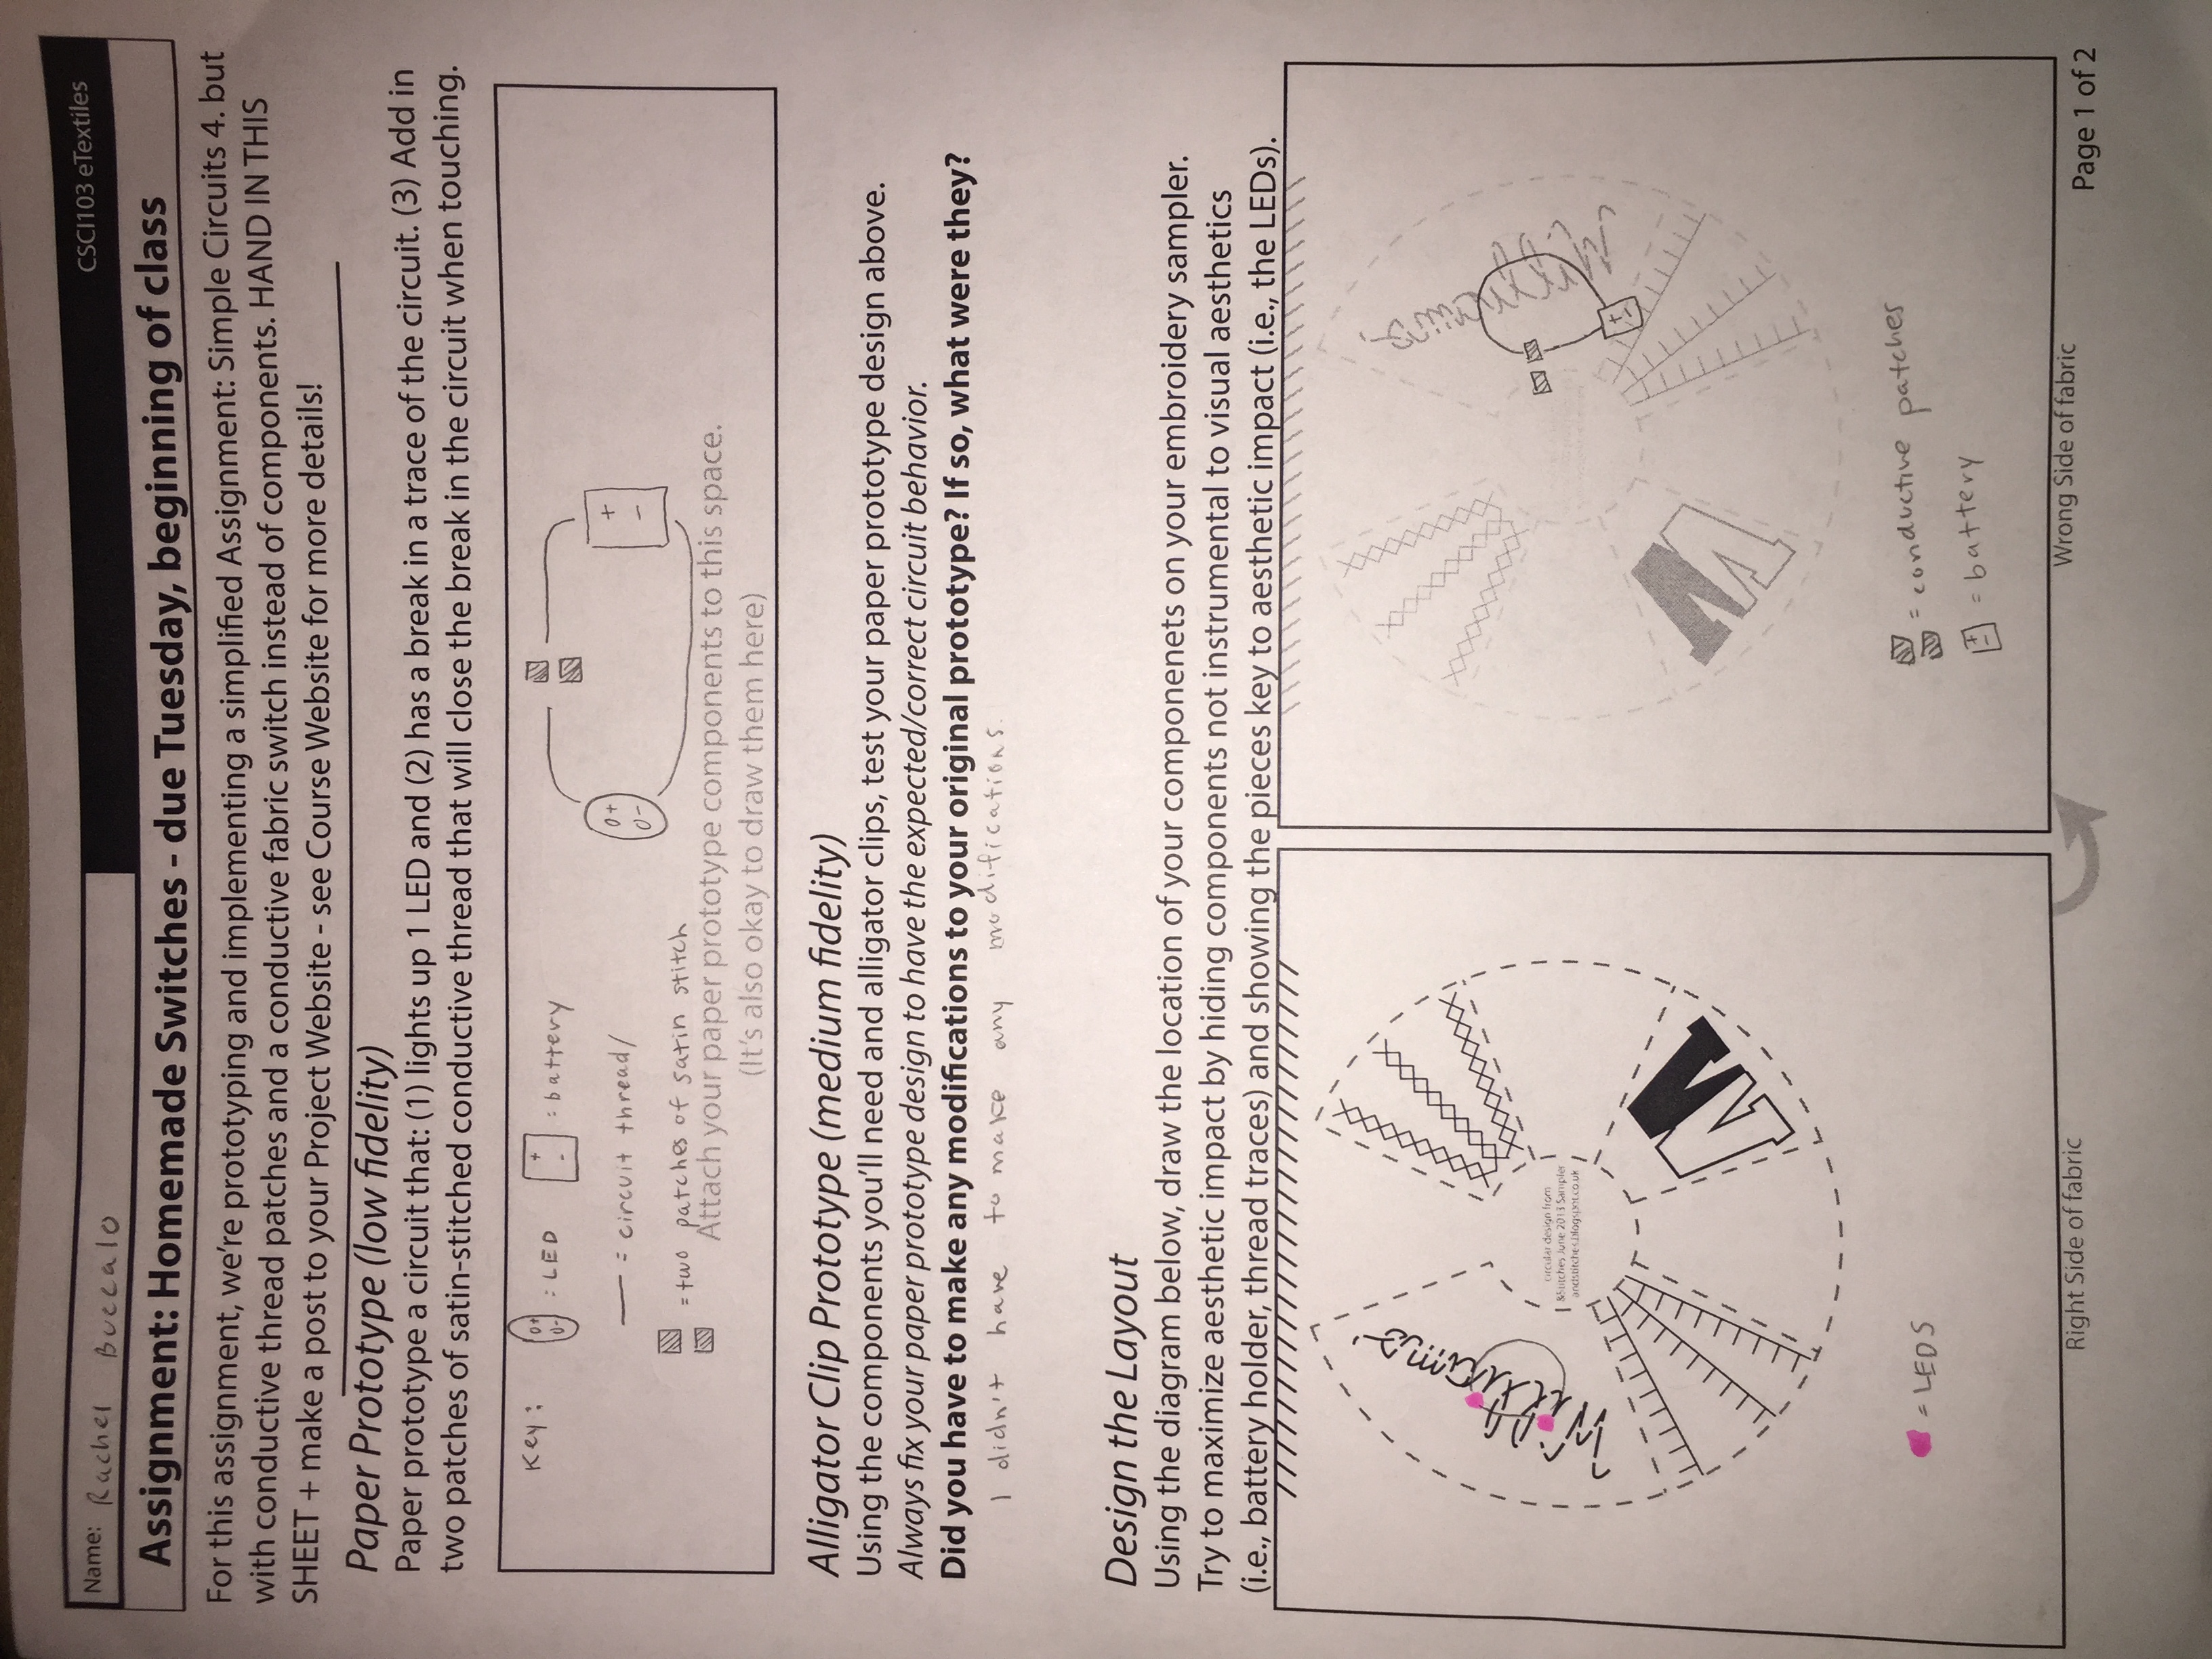 Name: Rachel Buccalo
CSCI103 eTextiles
Assignment: Homemade Switches - due Tuesday, beginning of class
For this assignment, we're prototyping and implementing a simplified Assignment: Simple Circuits 4. but
with conductive thread patches and a conductive fabric switch instead of components. HAND IN THIS
SHEET + make a post to your Project Website - see Course Website for more details!
Paper Prototype (low fidelity)
Paper prototype a circuit that: (1) lights up 1 LED and (2) has a break in a trace of the circuit. (3) Add in
two patches of satin-stitched conductive thread that will close the break in the circuit when touching.
Key: + - : LED + - = battery
+ - + -
— = circuit thread/
= two patches of satin stitch
Attach your paper prototype components to this space.
(It's also okay to draw them here)
Alligator Clip Prototype (medium fidelity)
Using the components you'll need and alligator clips, test your paper prototype design above.
Always fix your paper prototype design to have the expected/correct circuit behavior.
Did you have to make any modifications to your original prototype? If so, what were they?
I didn't have to make any modifications.
Design the Layout
Using the diagram below, draw the location of your componenets on your embroidery sampler.
Try to maximize aesthetic impact by hiding components not instrumental to visual aesthetics
(i.e., battery holder, thread traces) and showing the pieces key to aesthetic impact (i.e., the LEDs).
circular design from
&Stitches June 2013 Sampler
andstitches.blogspot.co.uk
W
= LEDS
+ -
= conductive patches
+ - = battery
Right Side of fabric
Wrong Side of fabric
Page 1 of 2